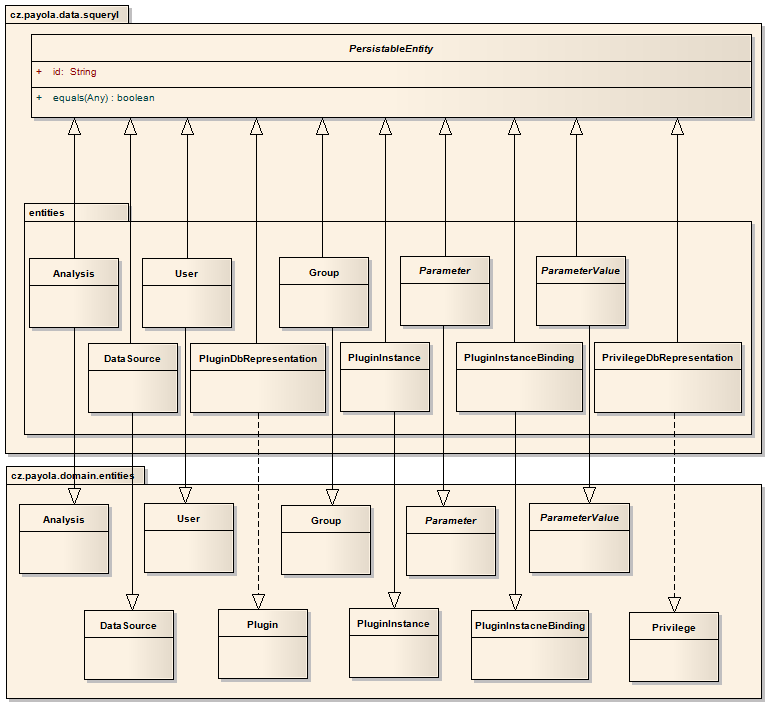 cz.payola.data.squeryl
PersistableEntity
+ id: String
+ equals(Any) : boolean
entities
Analysis
User
Group
Parameter
ParameterValue
DataSource
PluginDbRepresentation
PluginInstance
PluginInstanceBinding
PrivilegeDbRepresentation
cz.payola.domain.entities
Analysis
User
Group
Parameter
ParameterValue
DataSource
Plugin
PluginInstance
PluginInstacneBinding
Privilege